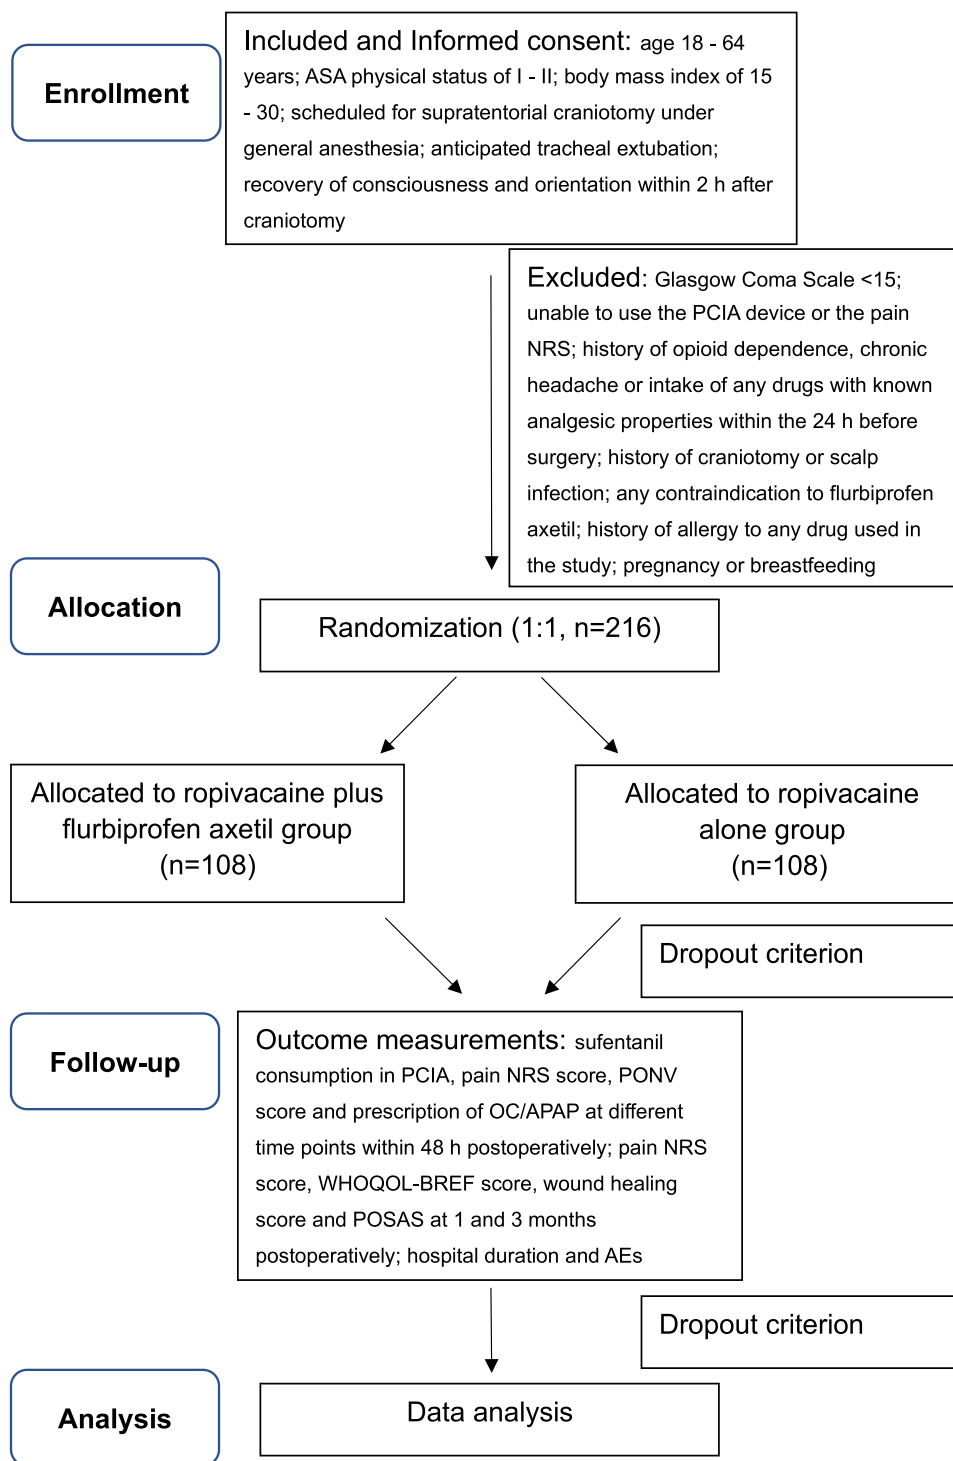 Enrollment
Included and Informed consent: age 18 - 64
years; ASA physical status of I - II; body mass index of 15
- 30; scheduled for supratentorial craniotomy under
general anesthesia; anticipated tracheal extubation;
recovery of consciousness and orientation within 2 h after
craniotomy
Excluded: Glasgow Coma Scale <15;
unable to use the PCIA device or the pain
NRS; history of opioid dependence, chronic
headache or intake of any drugs with known
analgesic properties within the 24 h before
surgery; history of craniotomy or scalp
infection; any contraindication to flurbiprofen
axetil; history of allergy to any drug used in
the study; pregnancy or breastfeeding
Allocation
Randomization (1:1, n=216)
Allocated to ropivacaine plus
flurbiprofen axetil group
(n=108)
Allocated to ropivacaine
alone group
(n=108)
Dropout criterion
Follow-up
Outcome measurements: sufentanil
consumption in PCIA, pain NRS score, PONV
score and prescription of OC/APAP at different
time points within 48 h postoperatively; pain NRS
score, WHOQOL-BREF score, wound healing
score and POSAS at 1 and 3 months
postoperatively; hospital duration and AEs
Dropout criterion
Analysis
Data analysis